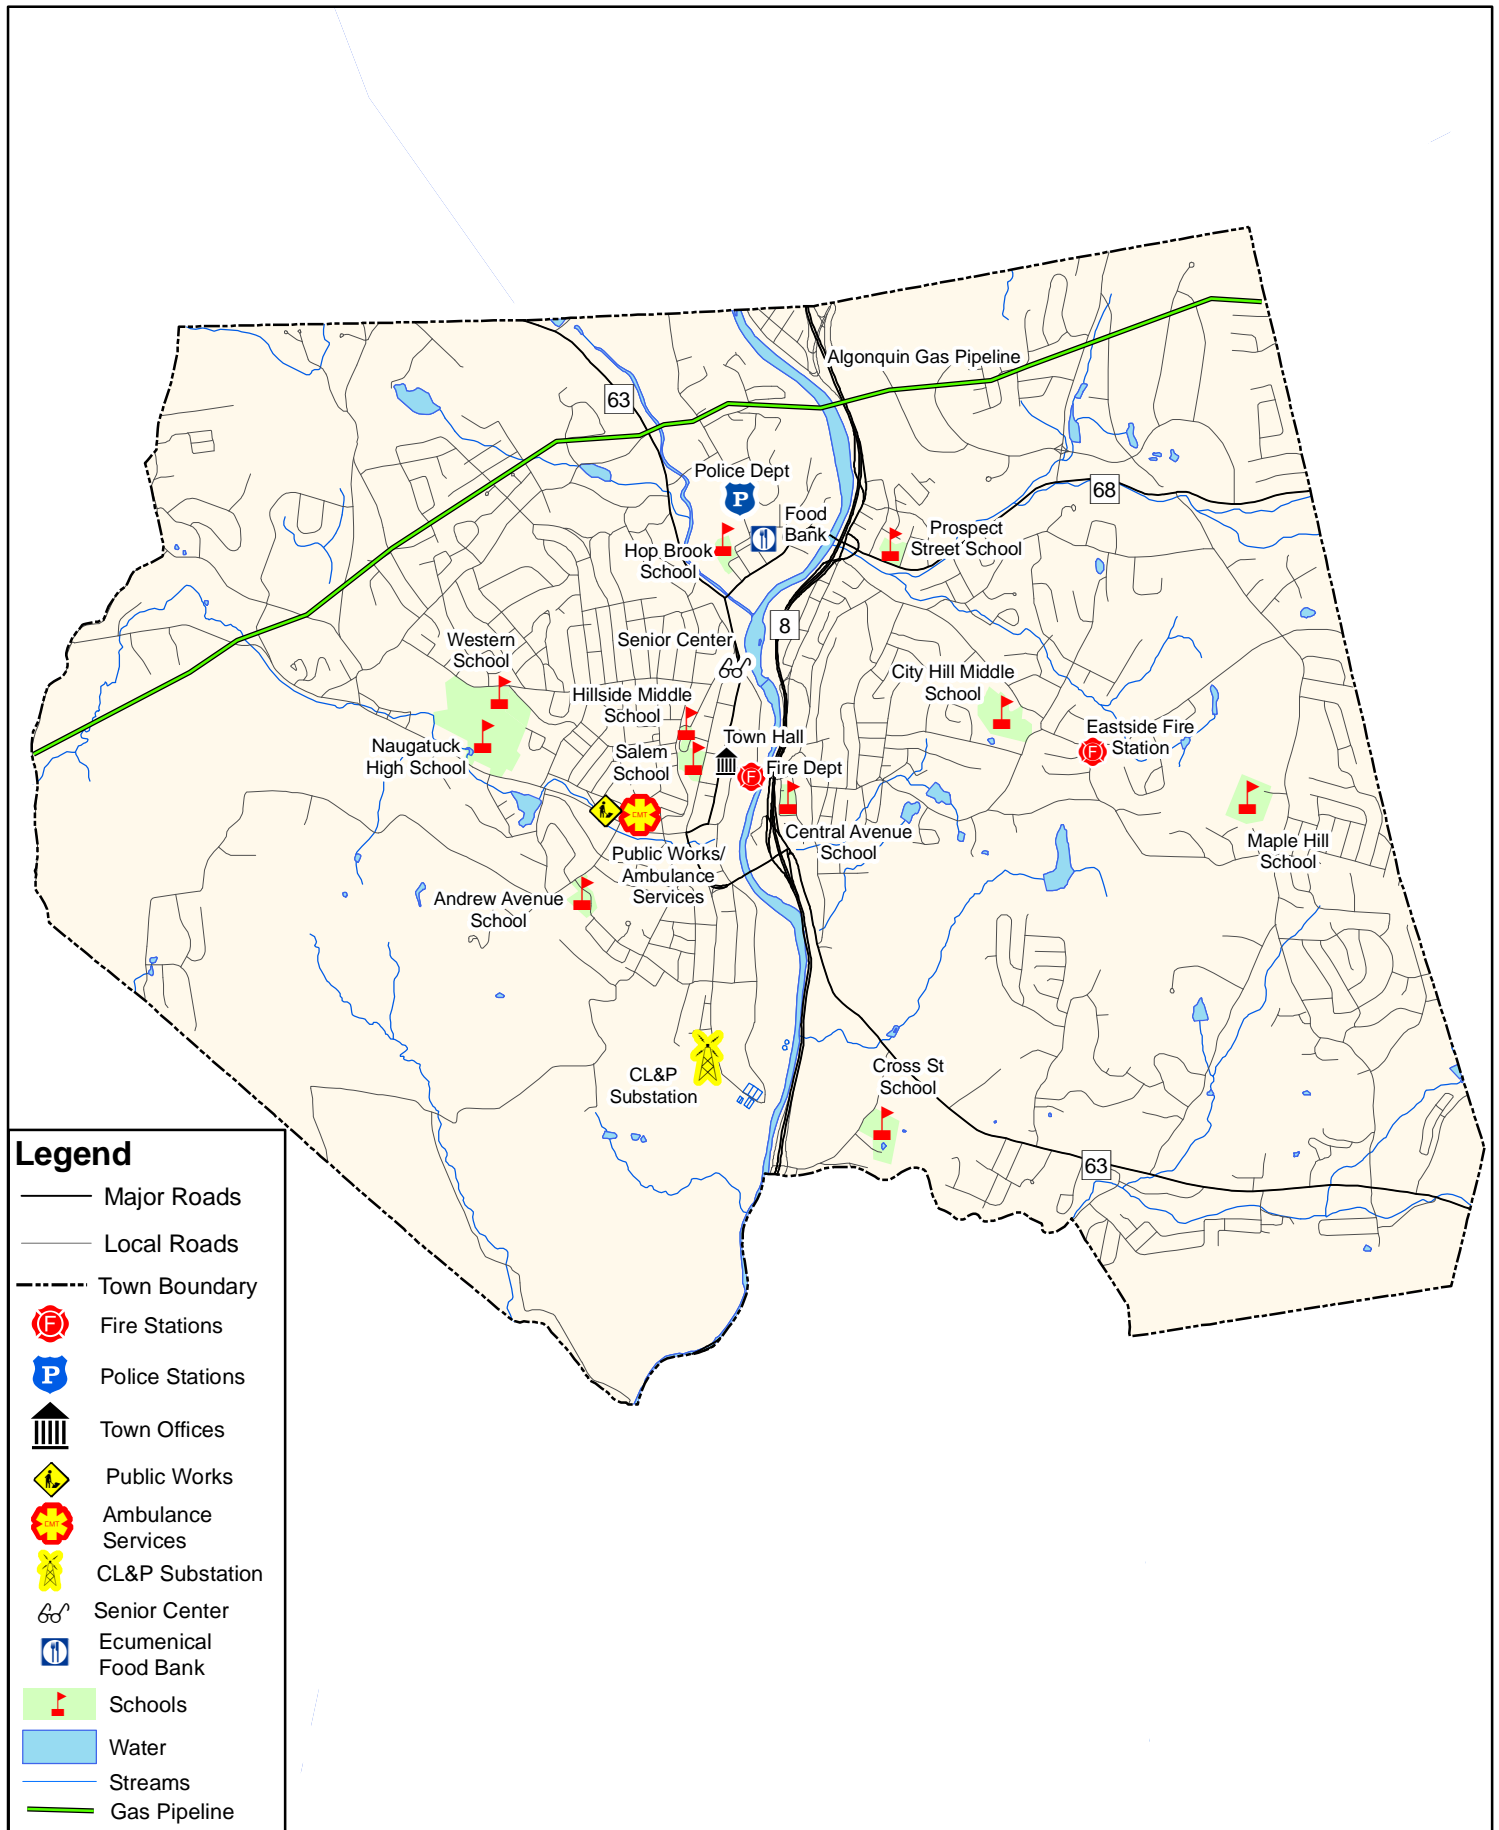 Algonquin Gas Pipeline
63
Police Dept
P
68
Food
Bank
Prospect
Street School
Hop Brook
School
8
Western
School
Senior Center
City Hill Middle
School
Hillside Middle
School
Eastside Fire
Station
F
Town Hall
Naugatuck
High School
Salem
School
Fire Dept
F
CMT
Central Avenue
School
Maple Hill
School
Public Works/
Ambulance
Services
Andrew Avenue
School
CL&P
Substation
Cross St
School
63
Legend
Major Roads
Local Roads
Town Boundary
F
Fire Stations
P
Police Stations
Town Offices
Public Works
CMT
Ambulance
Services
CL&P Substation
Senior Center
Ecumenical
Food Bank
Schools
Water
Streams
Gas Pipeline